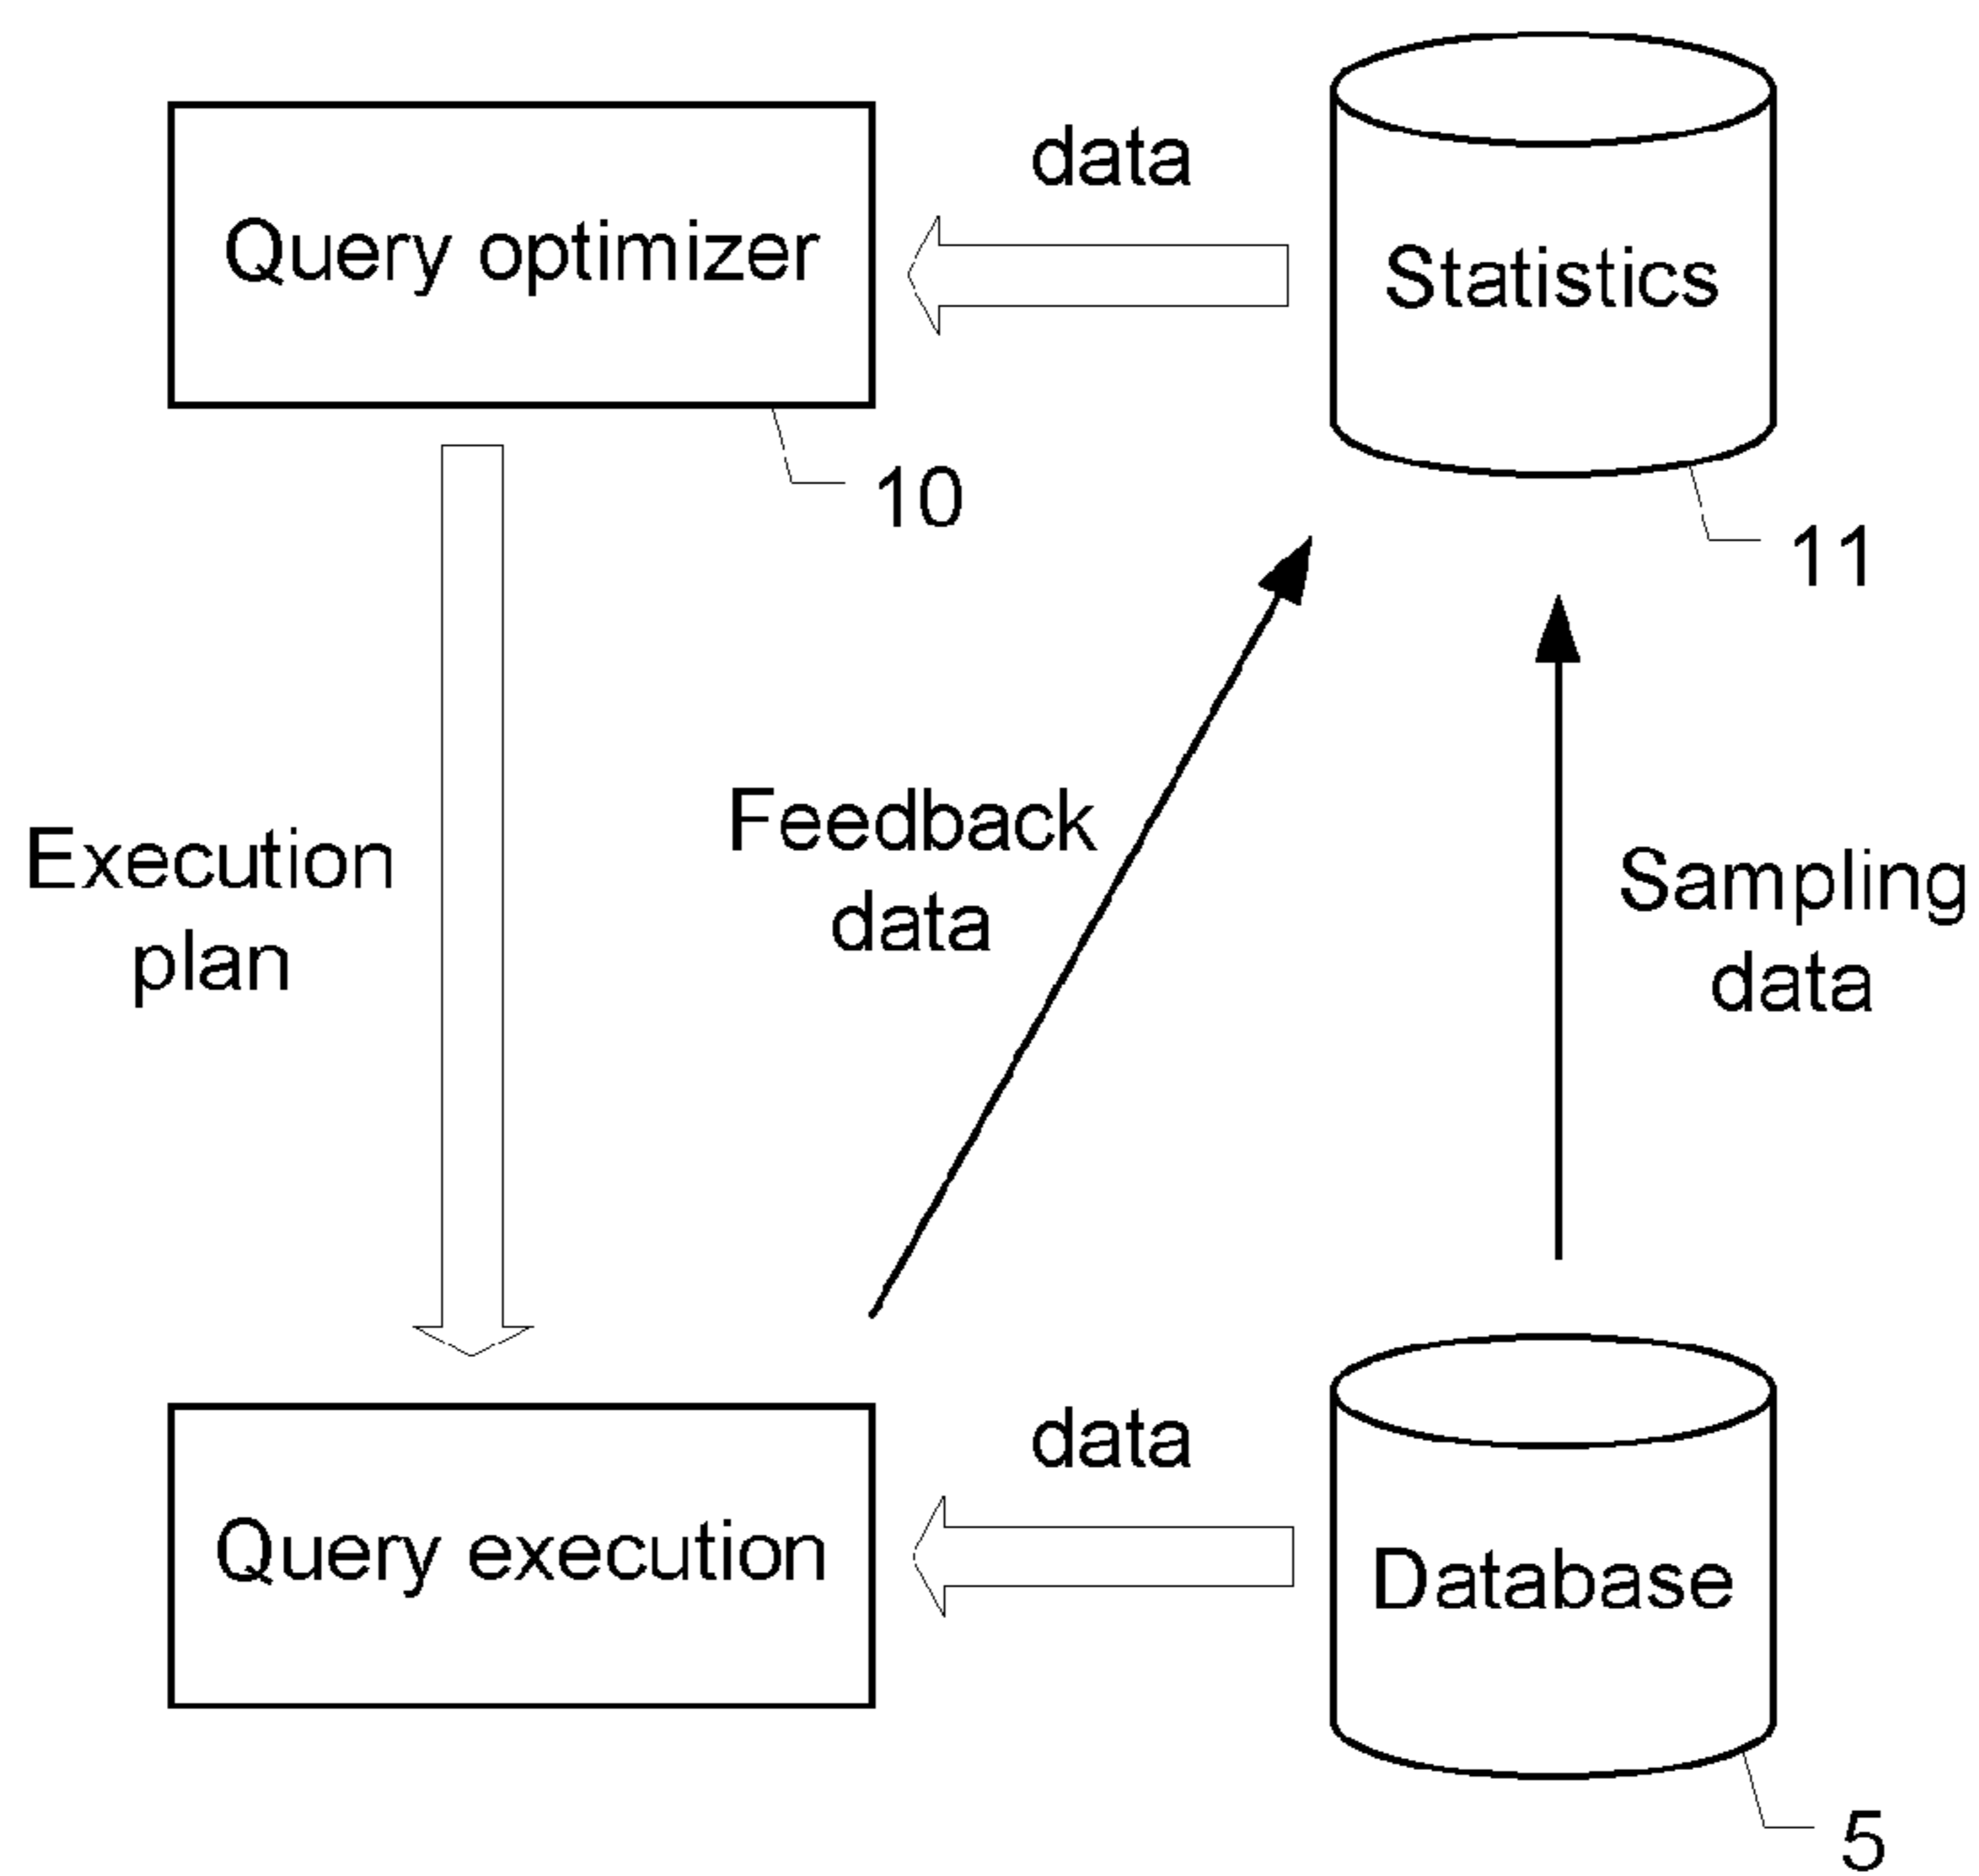 data
Query optimizer
Statistics
10
11
Feedback
data
Execution
plan
Sampling
data
data
Query execution
Database
5